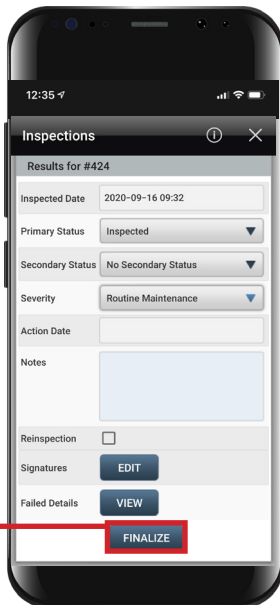 12:35
Inspections
Results for #424
Inspected Date 2020-09-16 09:32
Primary Status Inspected
Secondary Status No Secondary Status
Severity Routine Maintenance
Action Date
Notes
Reinspection
Signatures EDIT
Failed Details VIEW
FINALIZE